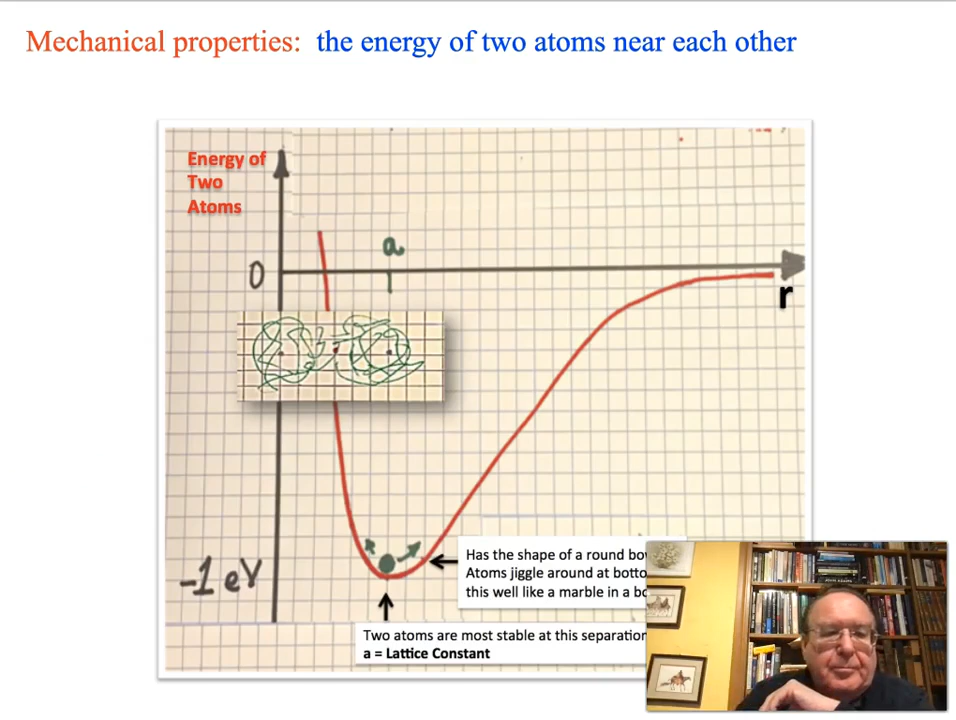 Mechanical properties: the energy of two atoms near each other
Energy of
Two
Atoms
a
0
r
-1 eV
Has the shape of a round bo
Atoms jiggle around at botto
this well like a marble in a bo
Two atoms are most stable at this separation
a = Lattice Constant